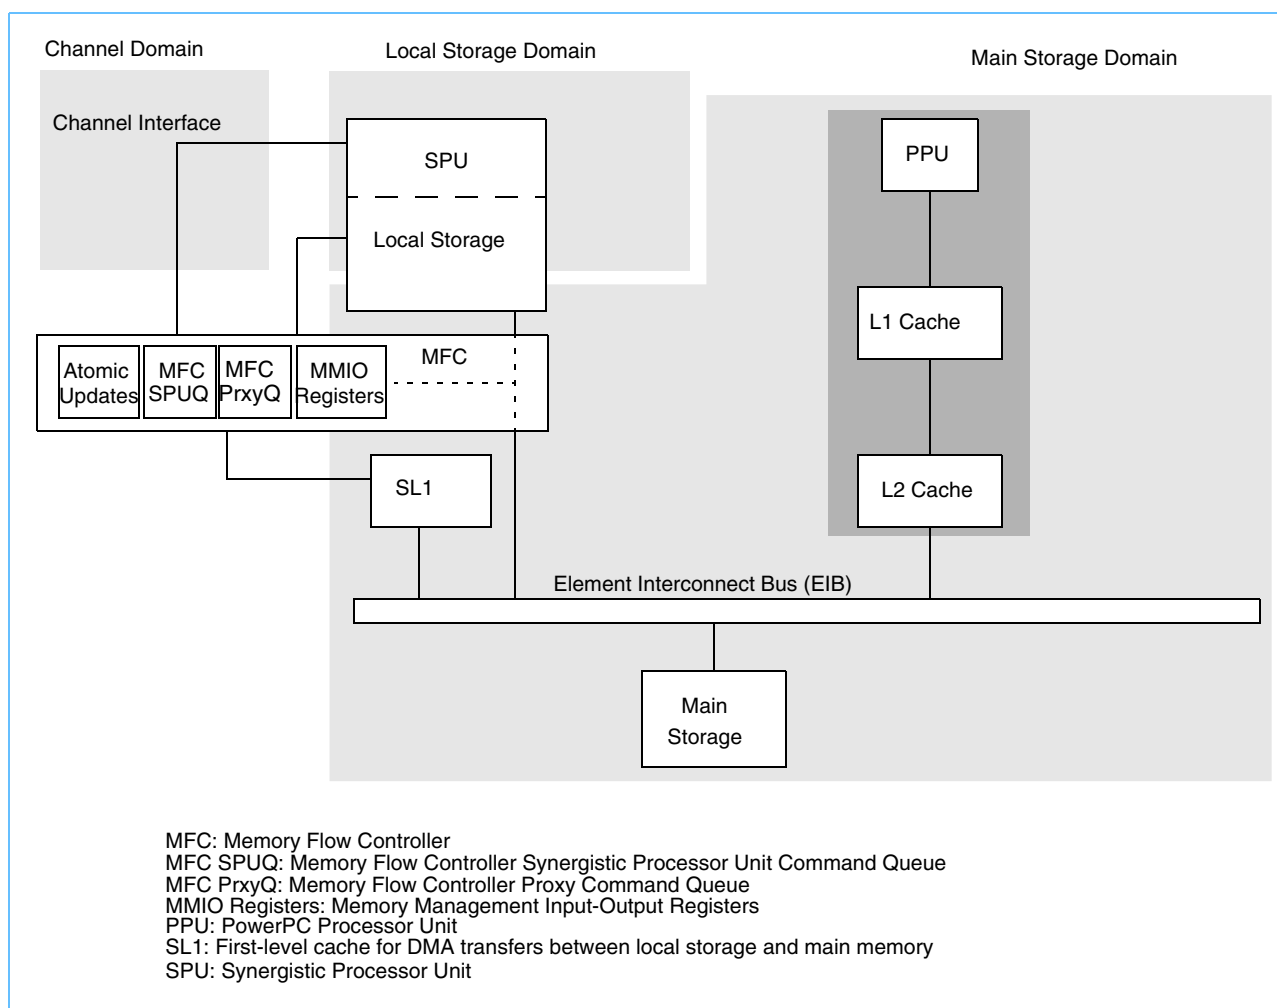 Channel Domain
Local Storage Domain
Main Storage Domain
Channel Interface
SPU
PPU
Local Storage
L1 Cache
MFC
Atomic
Updates
MFC
SPUQ
MFC
PrxyQ
MMIO
Registers
SL1
L2 Cache
Element Interconnect Bus (EIB)
Main
Storage
MFC: Memory Flow Controller
MFC SPUQ: Memory Flow Controller Synergistic Processor Unit Command Queue
MFC PrxyQ: Memory Flow Controller Proxy Command Queue
MMIO Registers: Memory Management Input-Output Registers
PPU: PowerPC Processor Unit
SL1: First-level cache for DMA transfers between local storage and main memory
SPU: Synergistic Processor Unit